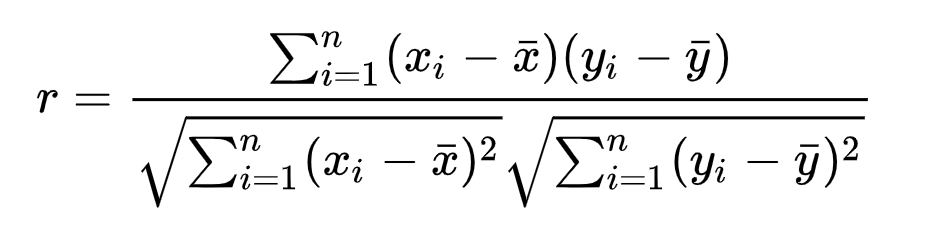 r = \frac{\sum_{i=1}^{n}(x_i - \bar{x})(y_i - \bar{y})}{\sqrt{\sum_{i=1}^{n}(x_i - \bar{x})^2}\sqrt{\sum_{i=1}^{n}(y_i - \bar{y})^2}}